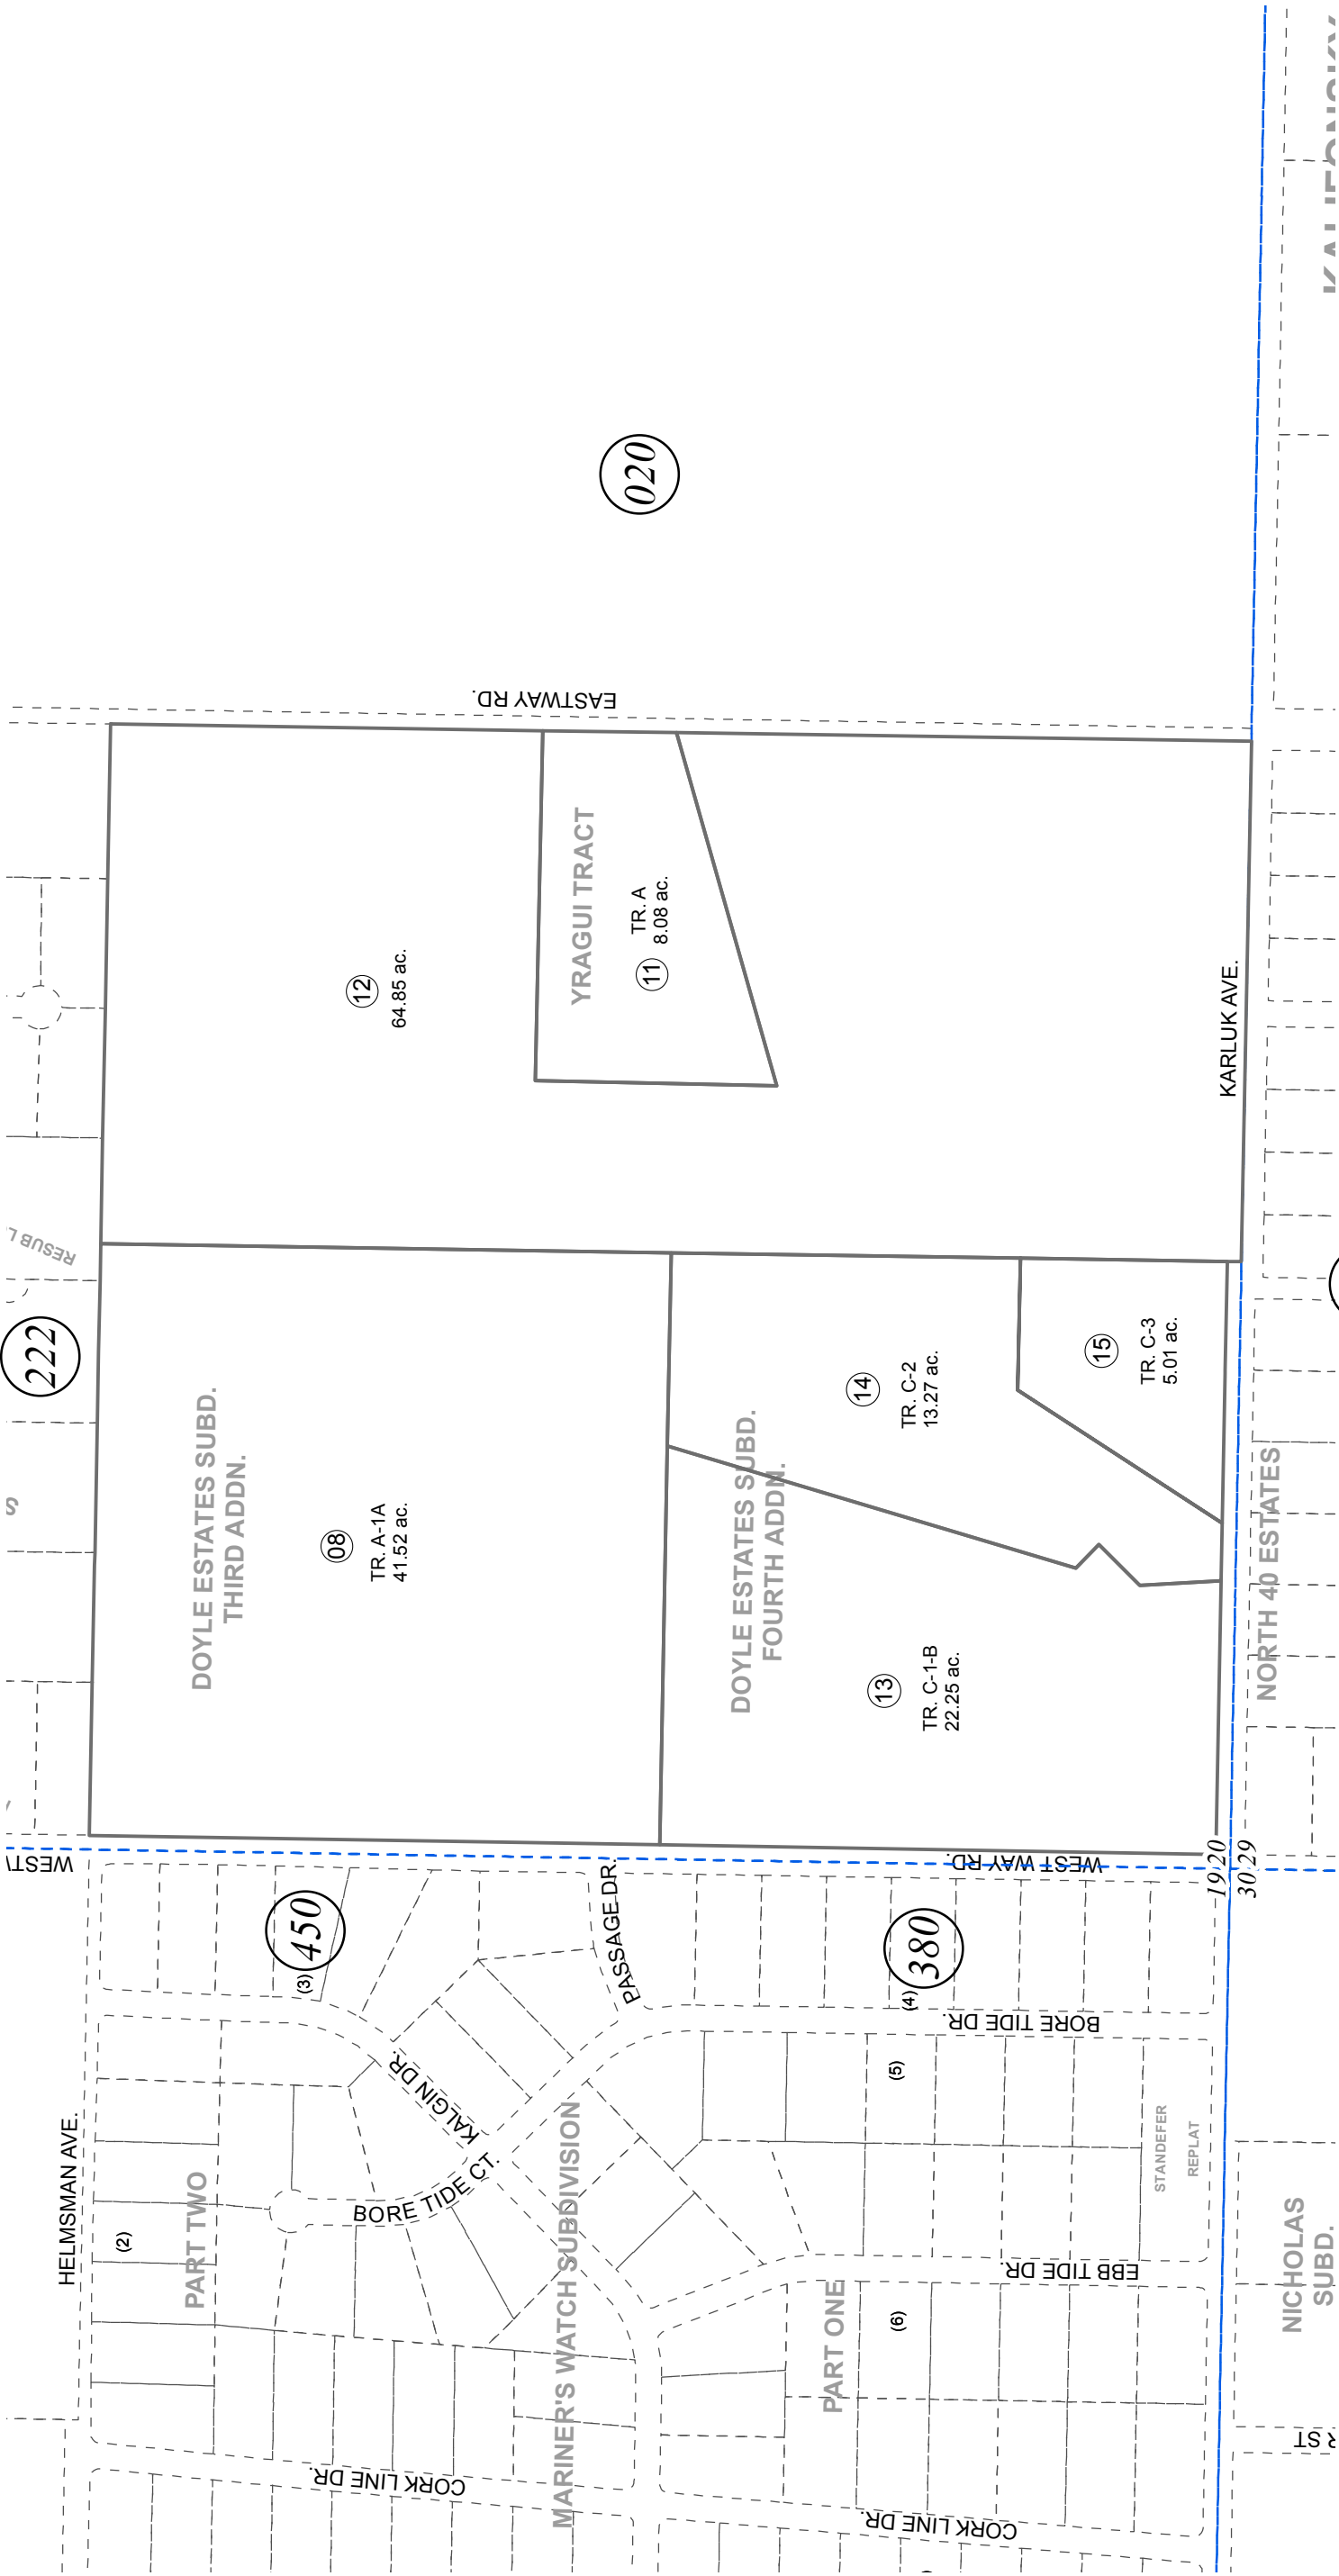 KALIFONSKY
020
EASTWAY RD.
YRAGUI TRACT
TR. A
8.08 ac.
11
12
64.85 ac.
KARLUK AVE.
RESUB
222
S
DOYLE ESTATES SUBD.
THIRD ADDN.
08
TR. A-1A
41.52 ac.
DOYLE ESTATES SUBD.
FOURTH ADDN.
14
TR. C-2
13.27 ac.
15
TR. C-3
5.01 ac.
13
TR. C-1-B
22.25 ac.
NORTH 40 ESTATES
WEST
WEST WAY RD.
19 20
30 29
450
(3)
PASSAGE DR.
380
(4)
BORE TIDE DR.
KALGIN DR.
(5)
BORE TIDE CT.
STANDEFER
REPLAT
HELMSMAN AVE.
(2)
PART TWO
MARINER'S WATCH SUBDIVISION
EBB TIDE DR.
PART ONE
(6)
NICHOLAS
SUBD.
CORK LINE DR.
CORK LINE DR.
R ST